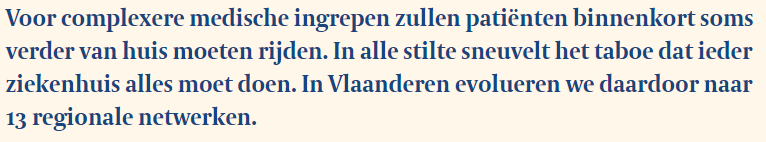 Voor complexere medische ingrepen zullen patiënten binnenkort soms
verder van huis moeten rijden. In alle stilte sneuvelt het taboe dat ieder
ziekenhuis alles moet doen. In Vlaanderen evolueren we daardoor naar
13 regionale netwerken.